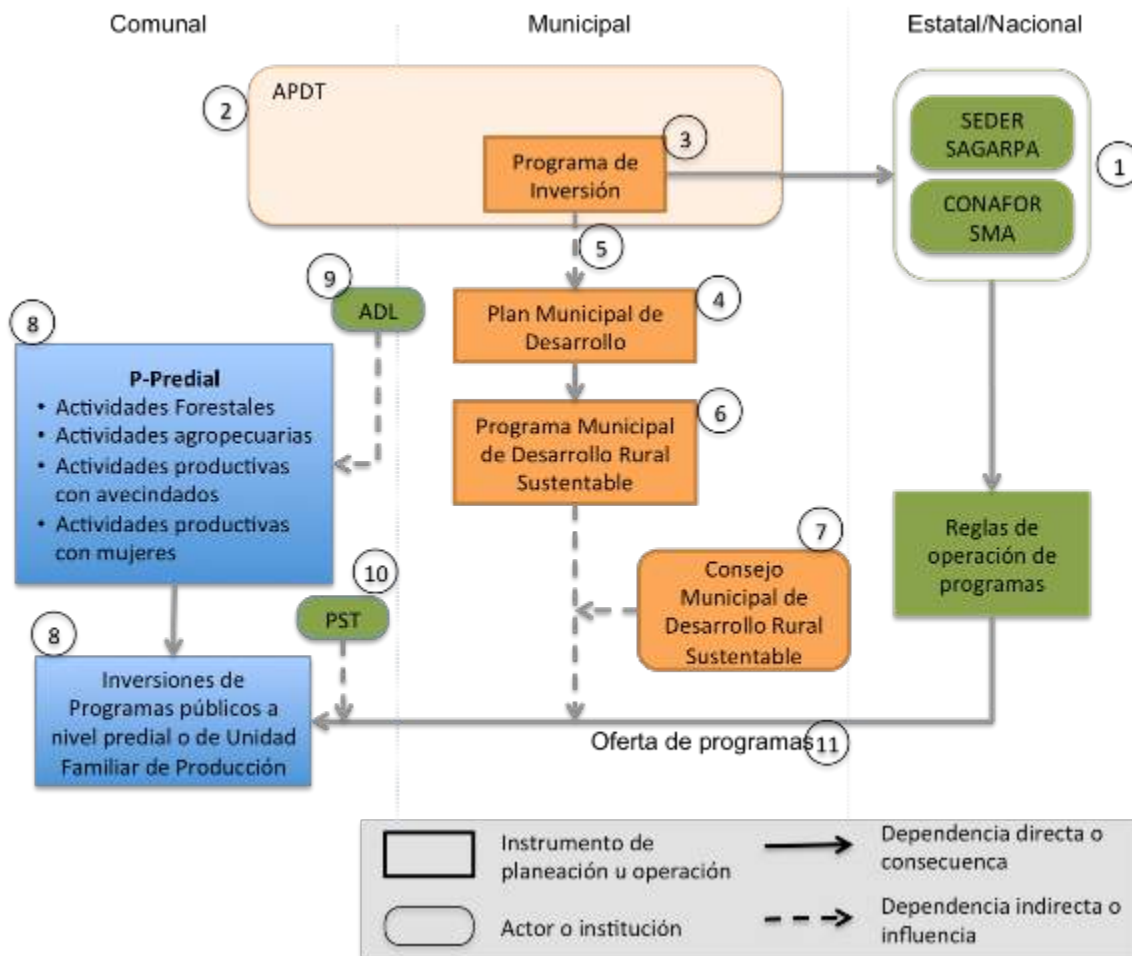 Comunal
Municipal
Estatal/Nacional
2
APDT
3
Programa de
Inversión
SEDER
SAGARPA
CONAFOR
SMA
1
5
9
ADL
4
Plan Municipal de
Desarrollo
8
P-Predial
• Actividades Forestales
• Actividades agropecuarias
• Actividades productivas
con avecindados
• Actividades productivas
con mujeres
6
Programa Municipal
de Desarrollo Rural
Sustentable
7
Consejo
Municipal de
Desarrollo Rural
Sustentable
Reglas de
operación de
programas
10
PST
8
Inversiones de
Programas públicos a
nivel predial o de Unidad
Familiar de Producción
Oferta de programas
11
Instrumento de
planeación u operación
Dependencia directa o
consecuenca
Actor o institución
Dependencia indirecta o
influencia